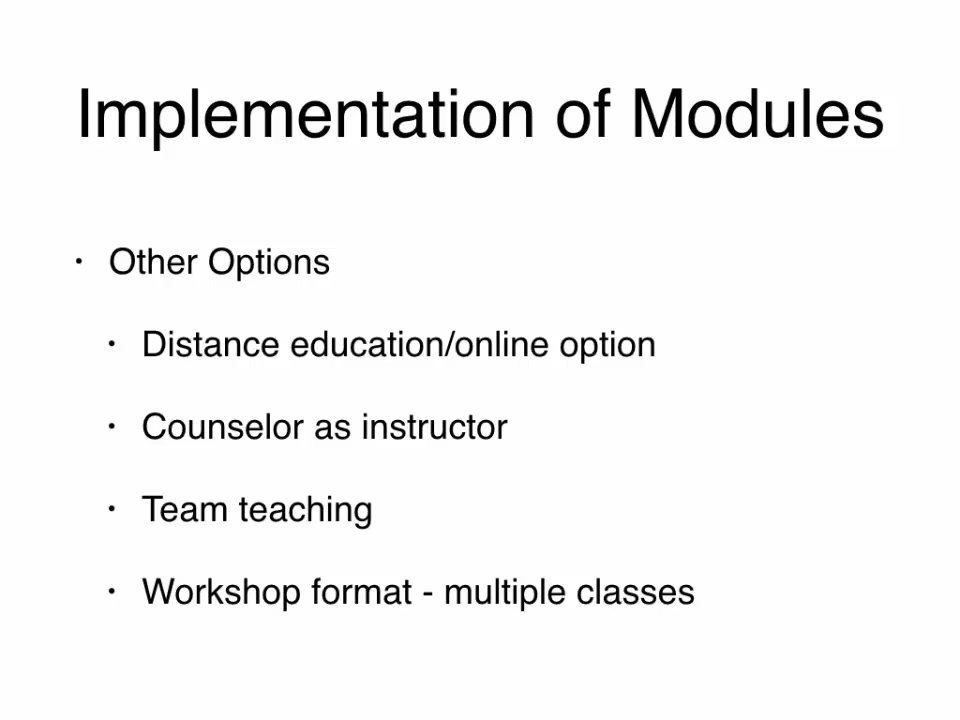 Implementation of Modules
• Other Options
• Distance education/online option
• Counselor as instructor
• Team teaching
• Workshop format - multiple classes